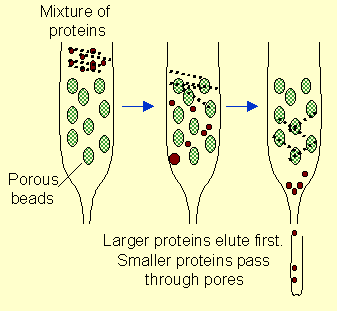 Mixture of
proteins
Porous
beads
Larger proteins elute first.
Smaller proteins pass
through pores